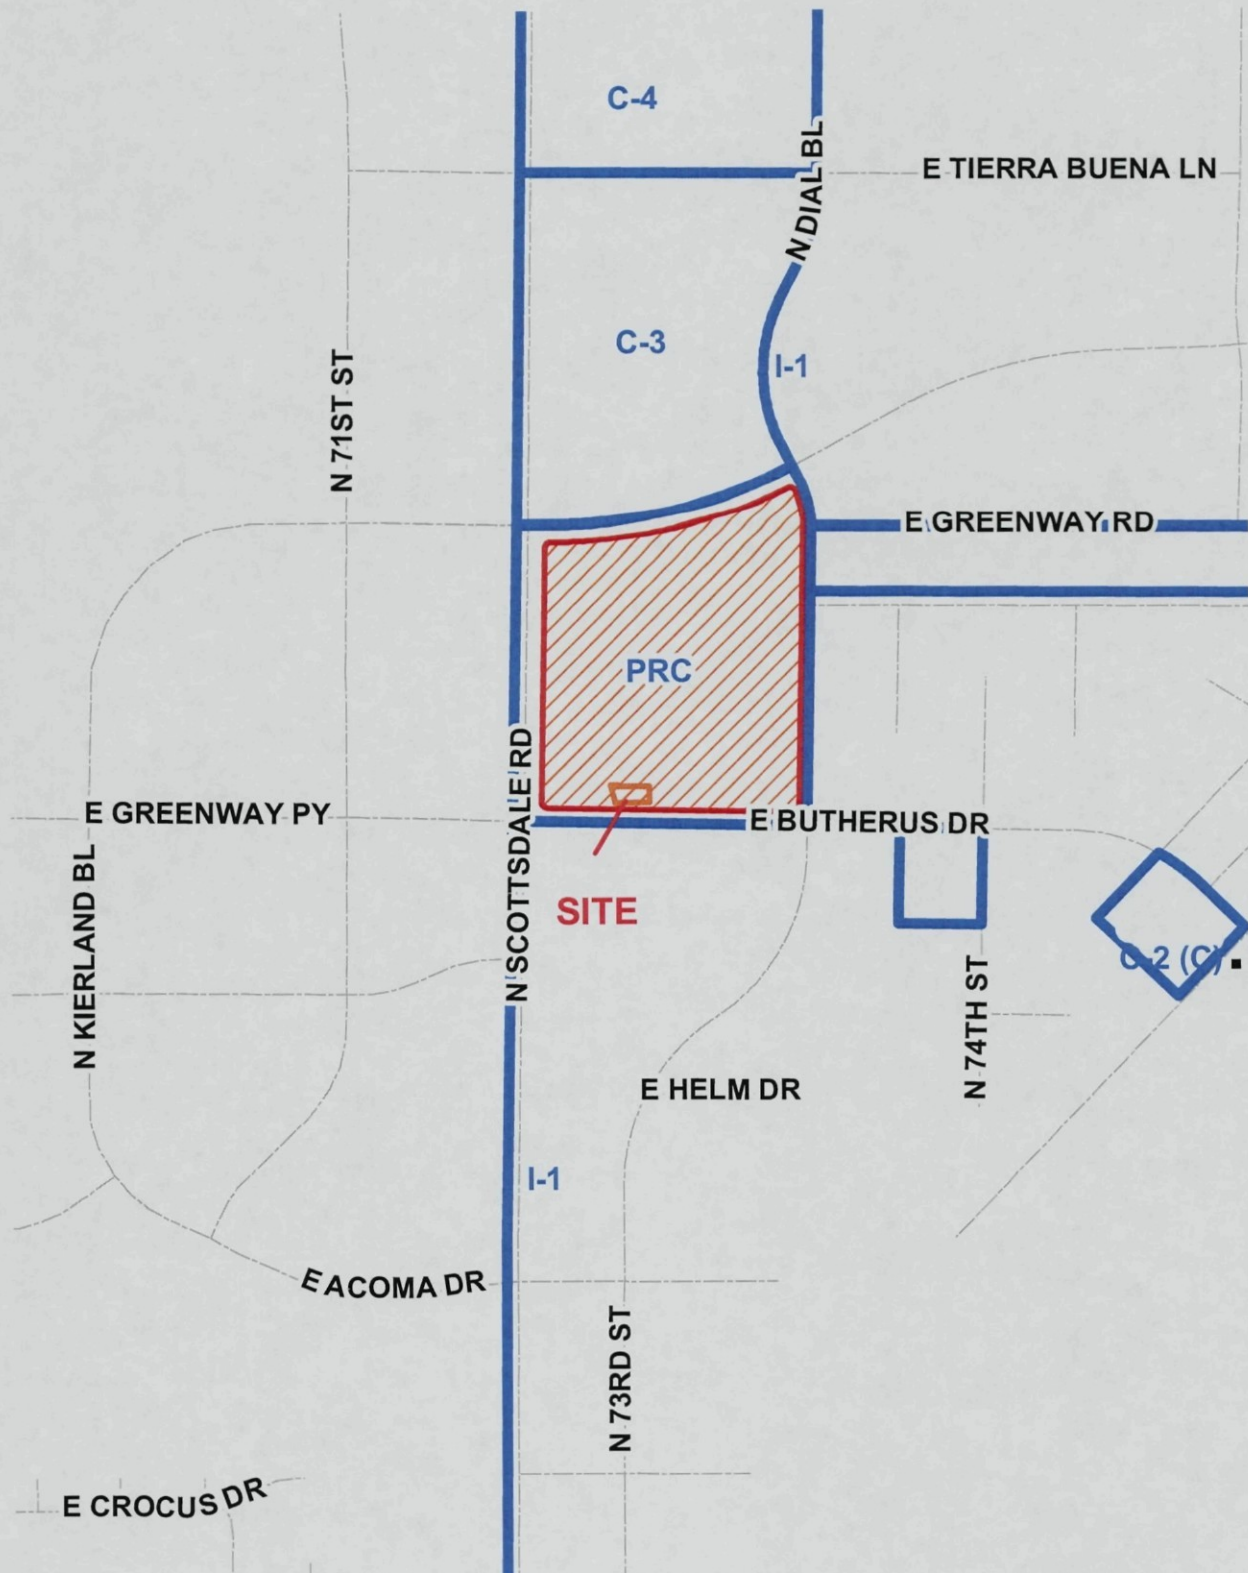 C-4
N DIAL BL
E TIERRA BUENA LN
C-3
I-1
N 71ST ST
E GREENWAY RD
PRC
N SCOTTSDALE RD
E GREENWAY PY
E BUTHERUS DR
SITE
N KIERLAND BL
C-2 (C)
N 74TH ST
E HELM DR
I-1
E ACOMA DR
N 73RD ST
E CROCUS DR